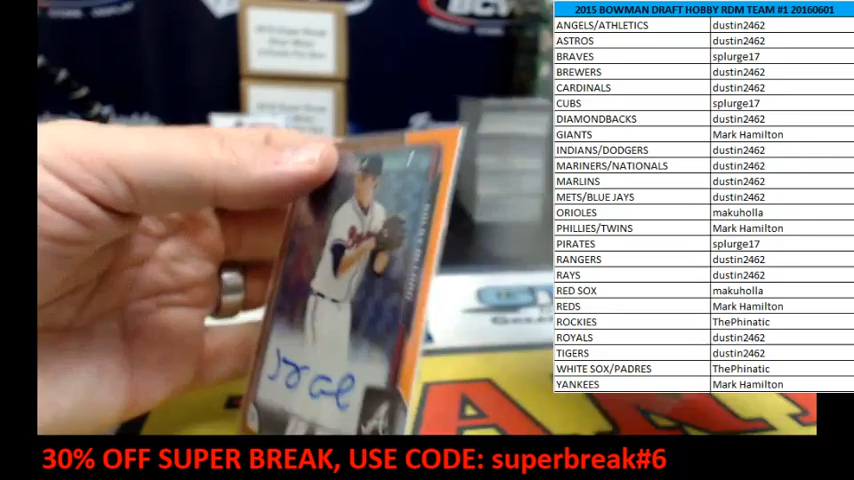 2015 BOWMAN DRAFT HOBBY RDM TEAM #1 20160601
ANGELS/ATHLETICS dustin2462
ASTROS dustin2462
BRAVES splurge17
BREWERS dustin2462
CARDINALS dustin2462
CUBS splurge17
DIAMONDBACKS dustin2462
GIANTS Mark Hamilton
INDIANS/DODGERS dustin2462
MARINERS/NATIONALS dustin2462
MARLINS dustin2462
METS/BLUE JAYS dustin2462
ORIOLES makuholla
PHILLIES/TWINS Mark Hamilton
PIRATES splurge17
RANGERS dustin2462
RAYS dustin2462
RED SOX makuholla
REDS Mark Hamilton
ROCKIES ThePhinatic
ROYALS dustin2462
TIGERS dustin2462
WHITE SOX/PADRES ThePhinatic
YANKEES Mark Hamilton
30% OFF SUPER BREAK, USE CODE: superbreak#6